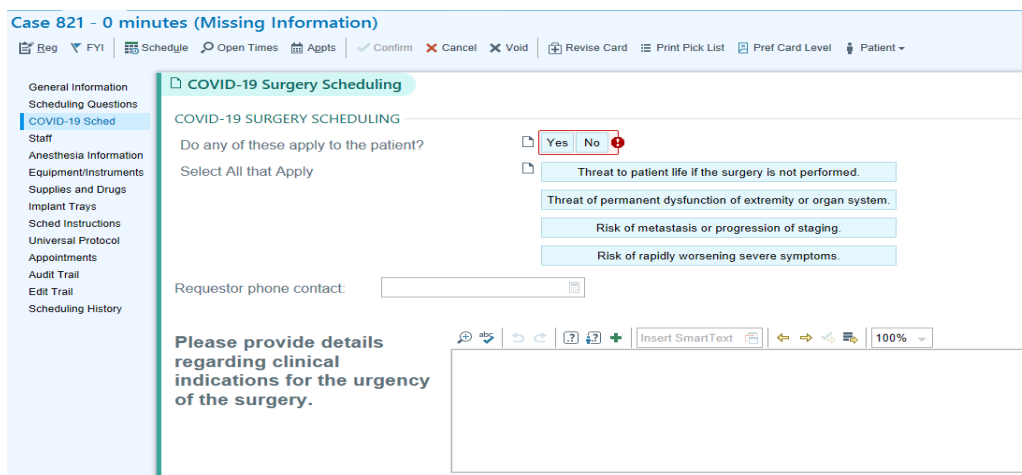 Case 821 - 0 minutes (Missing Information)
Reg FYI Schedule Open Times Appts Confirm Cancel Void Revise Card Print Pick List Pref Card Level Patient
General Information
Scheduling Questions
COVID-19 Sched
Staff
Anesthesia Information
Equipment/Instruments
Supplies and Drugs
Implant Trays
Sched Instructions
Universal Protocol
Appointments
Audit Trail
Edit Trail
Scheduling History
COVID-19 Surgery Scheduling
COVID-19 SURGERY SCHEDULING
Do any of these apply to the patient? Yes No
Select All that Apply Threat to patient life if the surgery is not performed.
Threat of permanent dysfunction of extremity or organ system.
Risk of metastasis or progression of staging.
Risk of rapidly worsening severe symptoms.
Requestor phone contact:
Please provide details
regarding clinical
indications for the urgency
of the surgery.
abc Insert SmartText 100%